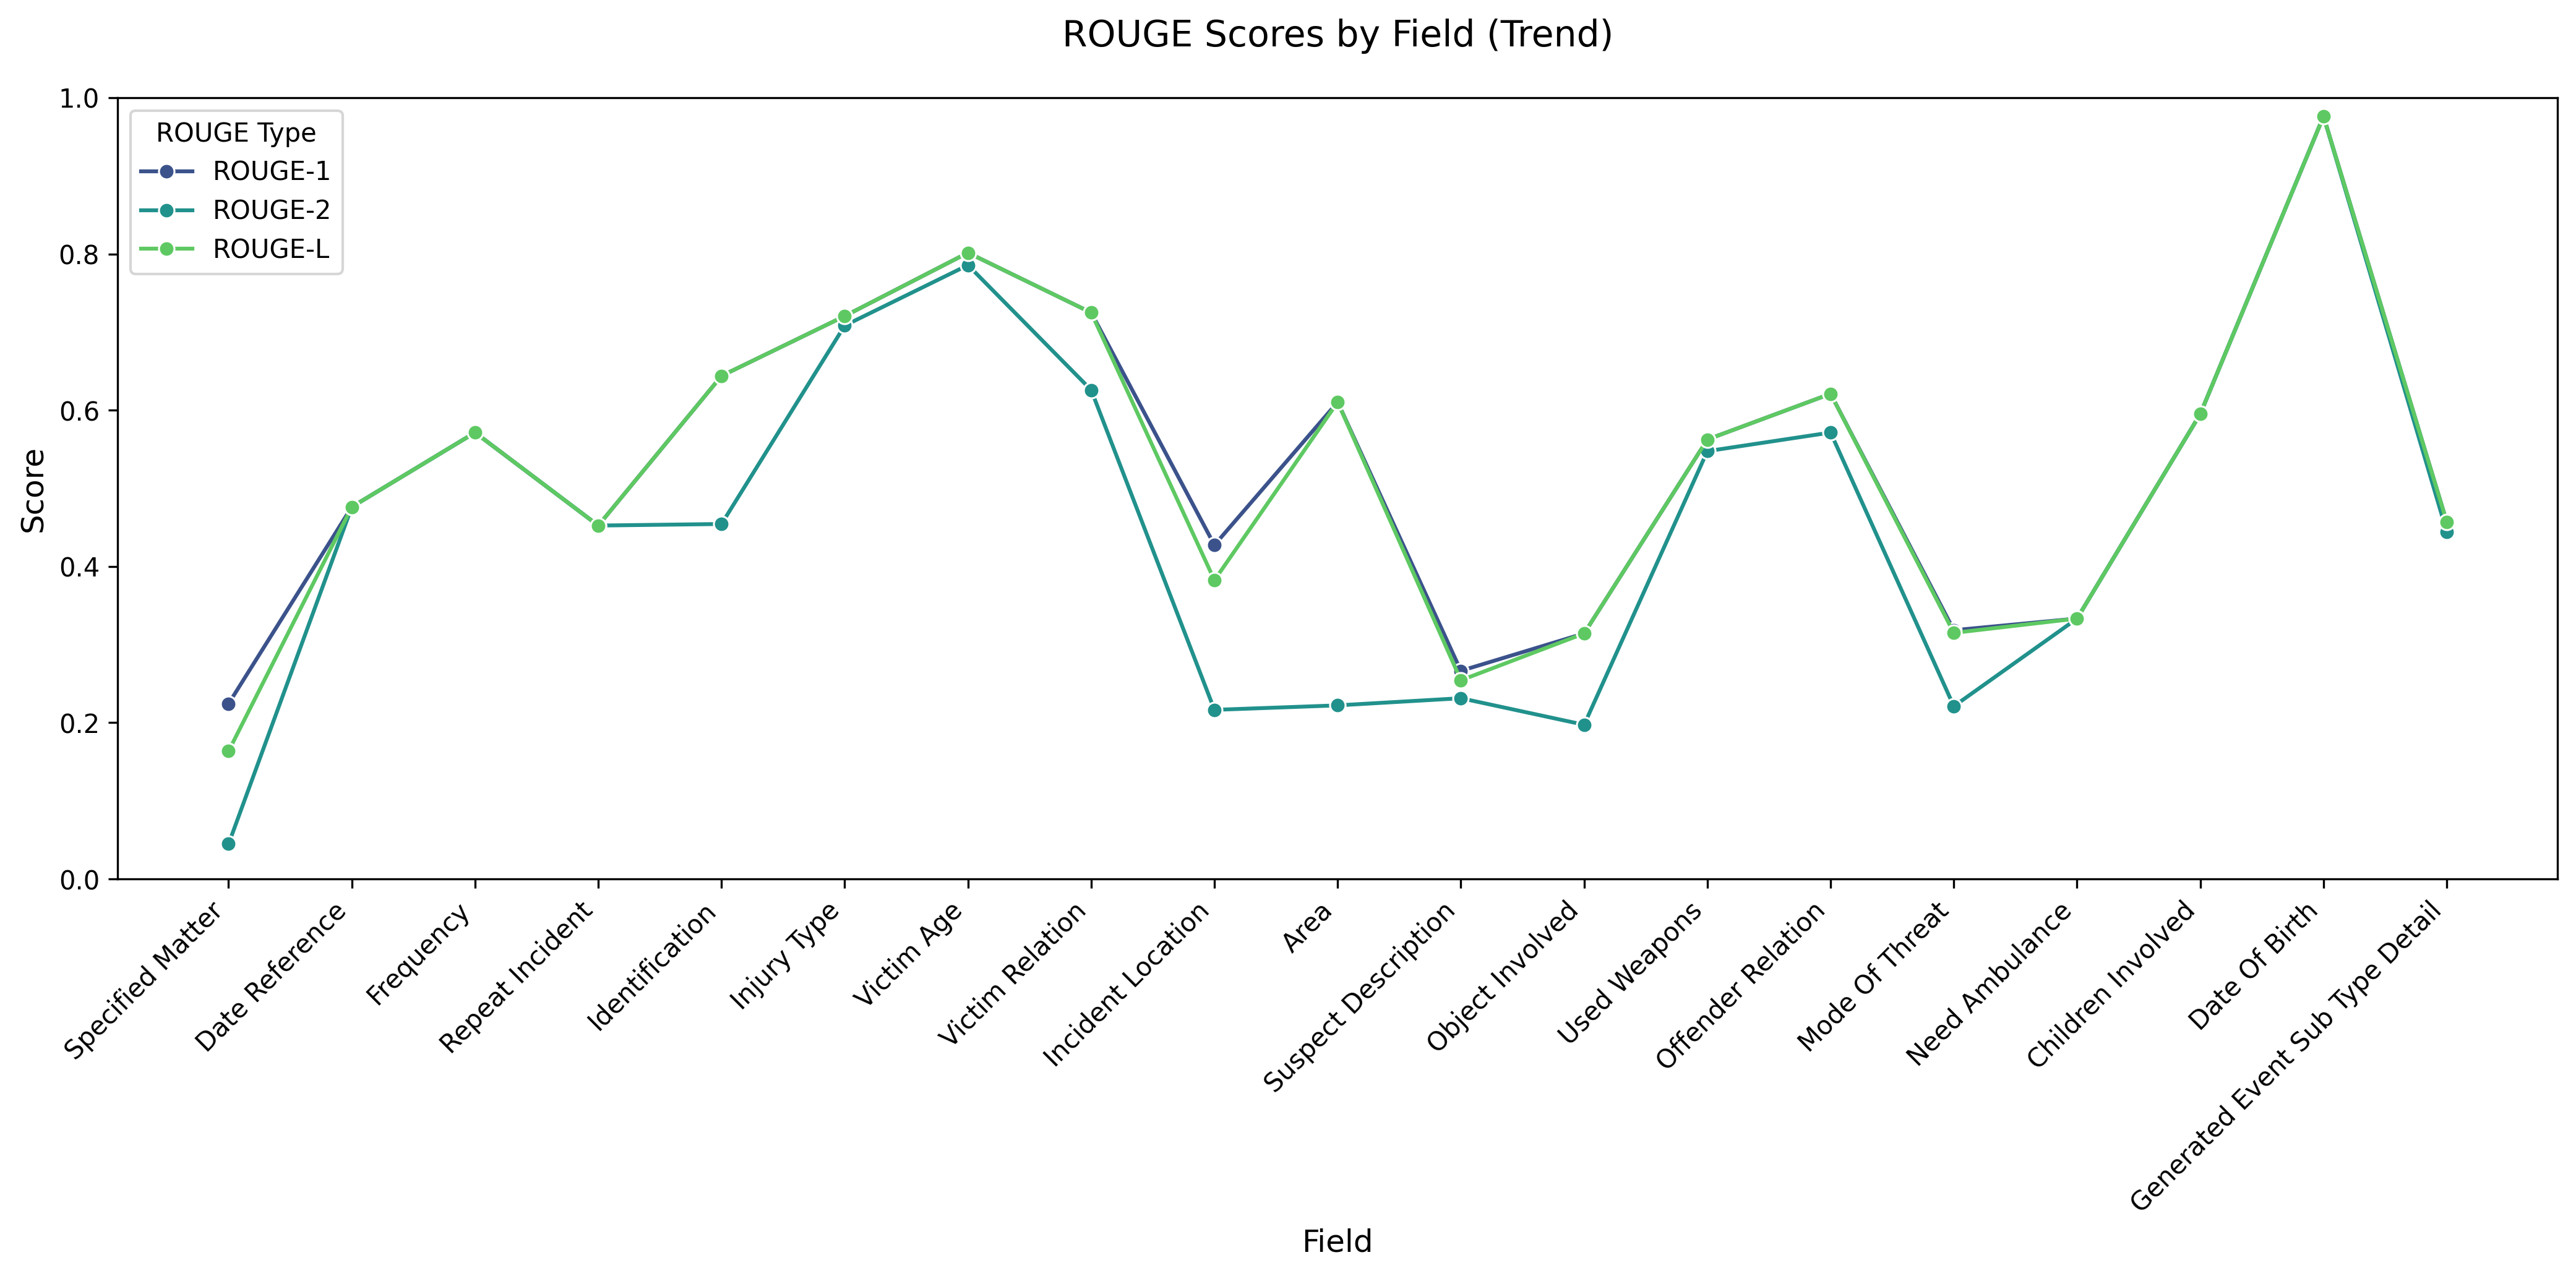 ROUGE Scores by Field (Trend)
ROUGE Type
ROUGE-1
ROUGE-2
ROUGE-L
Score
1.0
0.8
0.6
0.4
0.2
0.0
Specified Matter
Date Reference
Frequency
Repeat Incident
Identification
Injury Type
Victim Age
Victim Relation
Incident Location
Area
Suspect Description
Object Involved
Used Weapons
Offender Relation
Mode Of Threat
Need Ambulance
Children Involved
Date Of Birth
Generated Event Sub Type Detail
Field